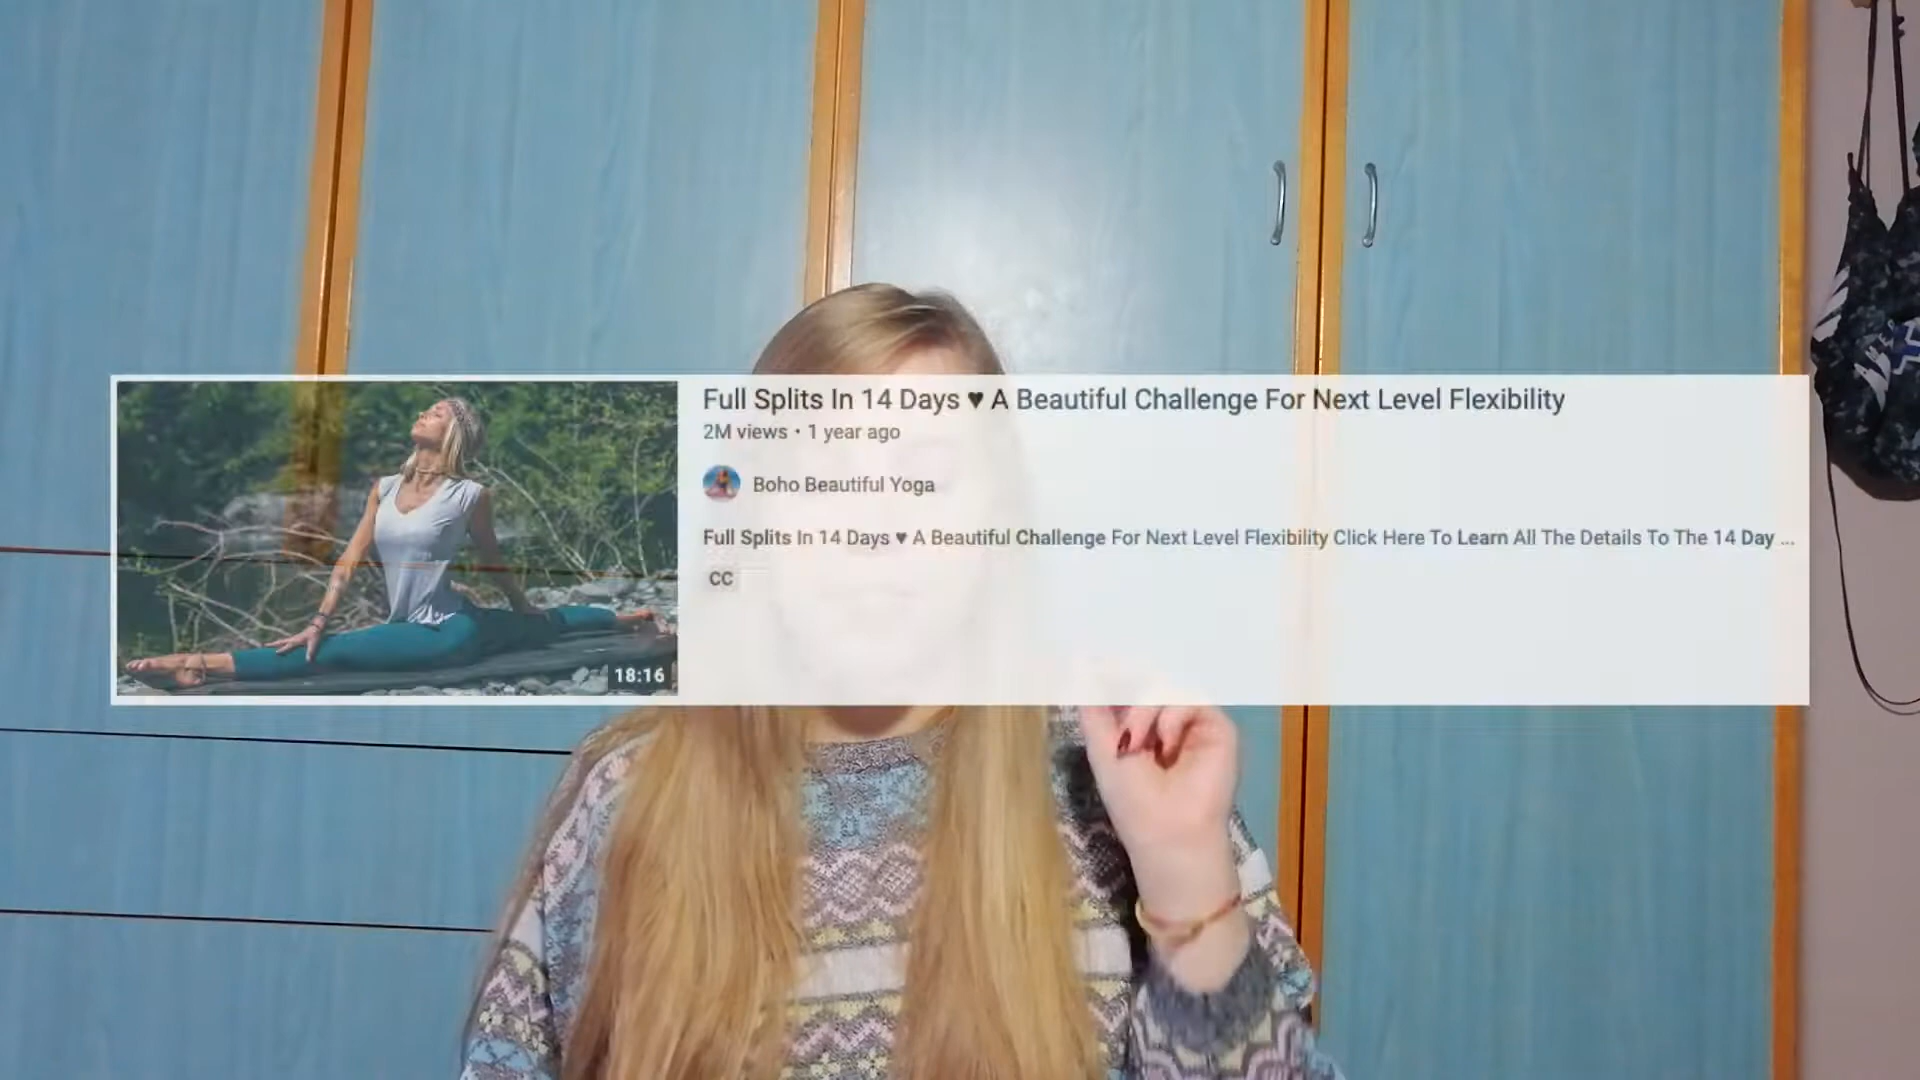 Full Splits In 14 Days ♥ A Beautiful Challenge For Next Level Flexibility
2M views • 1 year ago
Boho Beautiful Yoga
Full Splits In 14 Days ♥ A Beautiful Challenge For Next Level Flexibility Click Here To Learn All The Details To The 14 Day ...
CC
18:16